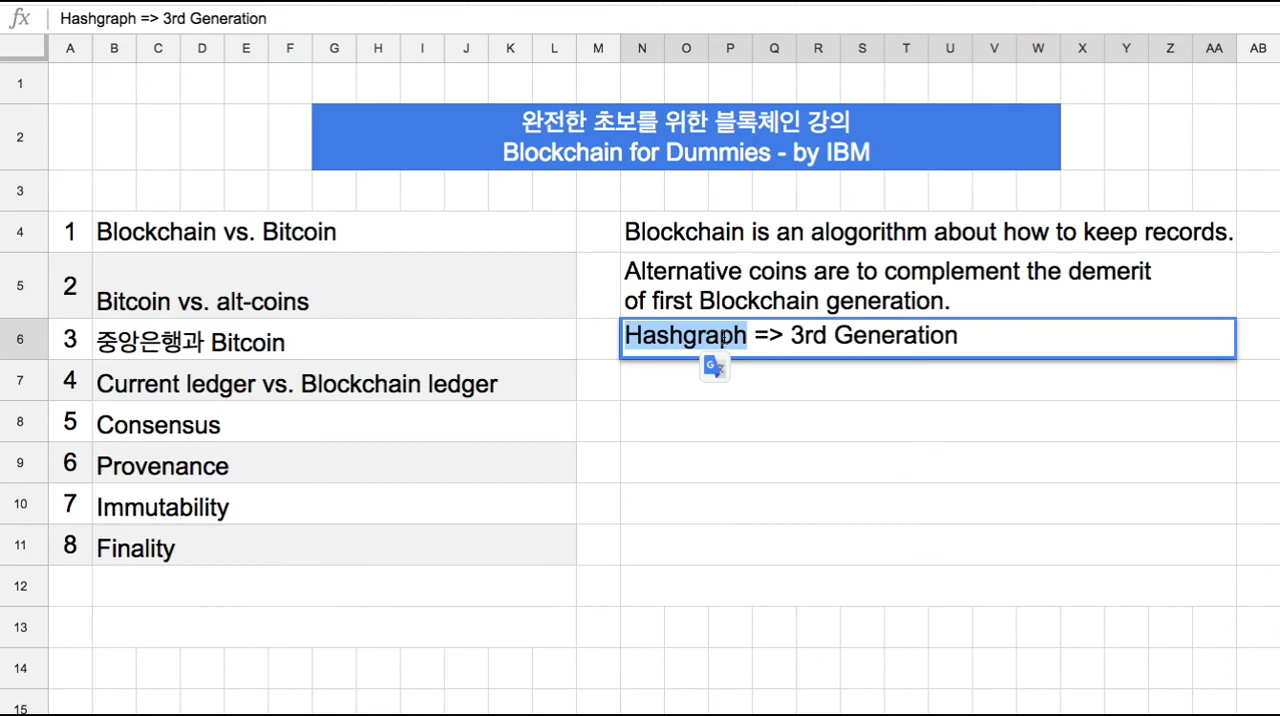 fx Hashgraph => 3rd Generation
A B C D E F G H I J K L M N O P Q R S T U V W X Y Z AA AB
1
2 완전한 초보를 위한 블록체인 강의
Blockchain for Dummies - by IBM
3
4 1 Blockchain vs. Bitcoin Blockchain is an alogorithm about how to keep records.
5 2 Bitcoin vs. alt-coins Alternative coins are to complement the demerit
of first Blockchain generation.
6 3 중앙은행과 Bitcoin Hashgraph => 3rd Generation
7 4 Current ledger vs. Blockchain ledger
8 5 Consensus
9 6 Provenance
10 7 Immutability
11 8 Finality
12
13
14
15